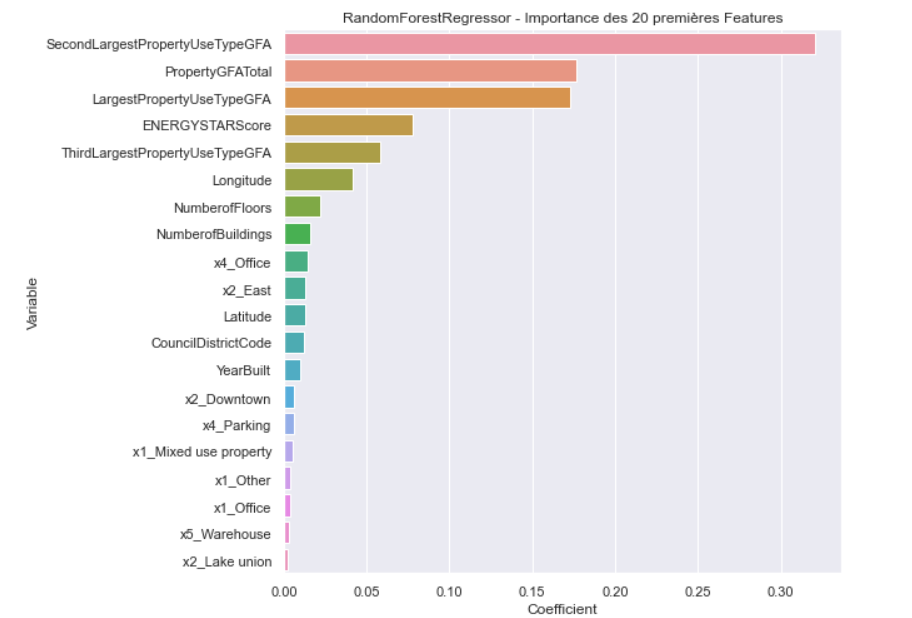 RandomForestRegressor - Importance des 20 premières Features
SecondLargestPropertyUseTypeGFA
PropertyGFATotal
LargestPropertyUseTypeGFA
ENERGYSTARScore
ThirdLargestPropertyUseTypeGFA
Longitude
NumberofFloors
NumberofBuildings
x4_Office
x2_East
Latitude
CouncilDistrictCode
YearBuilt
x2_Downtown
x4_Parking
x1_Mixed use property
x1_Other
x1_Office
x5_Warehouse
x2_Lake union
Variable
0.00 0.05 0.10 0.15 0.20 0.25 0.30
Coefficient